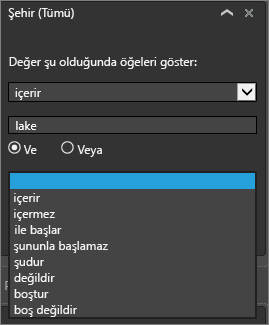 Şehir (Tümü)
Değer şu olduğunda öğeleri göster:
içerir
lake
Ve Veya
içerir
içermez
ile başlar
şununla başlamaz
şudur
değildir
boştur
boş değildir